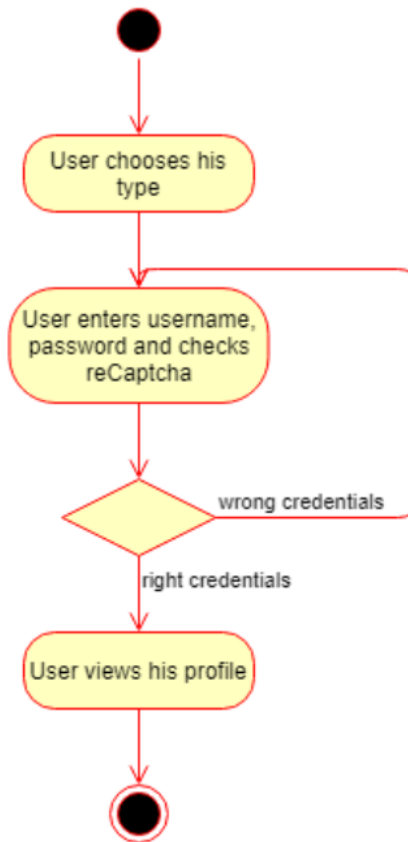 User chooses his
type
User enters username,
password and checks
reCaptcha
wrong credentials
right credentials
User views his profile